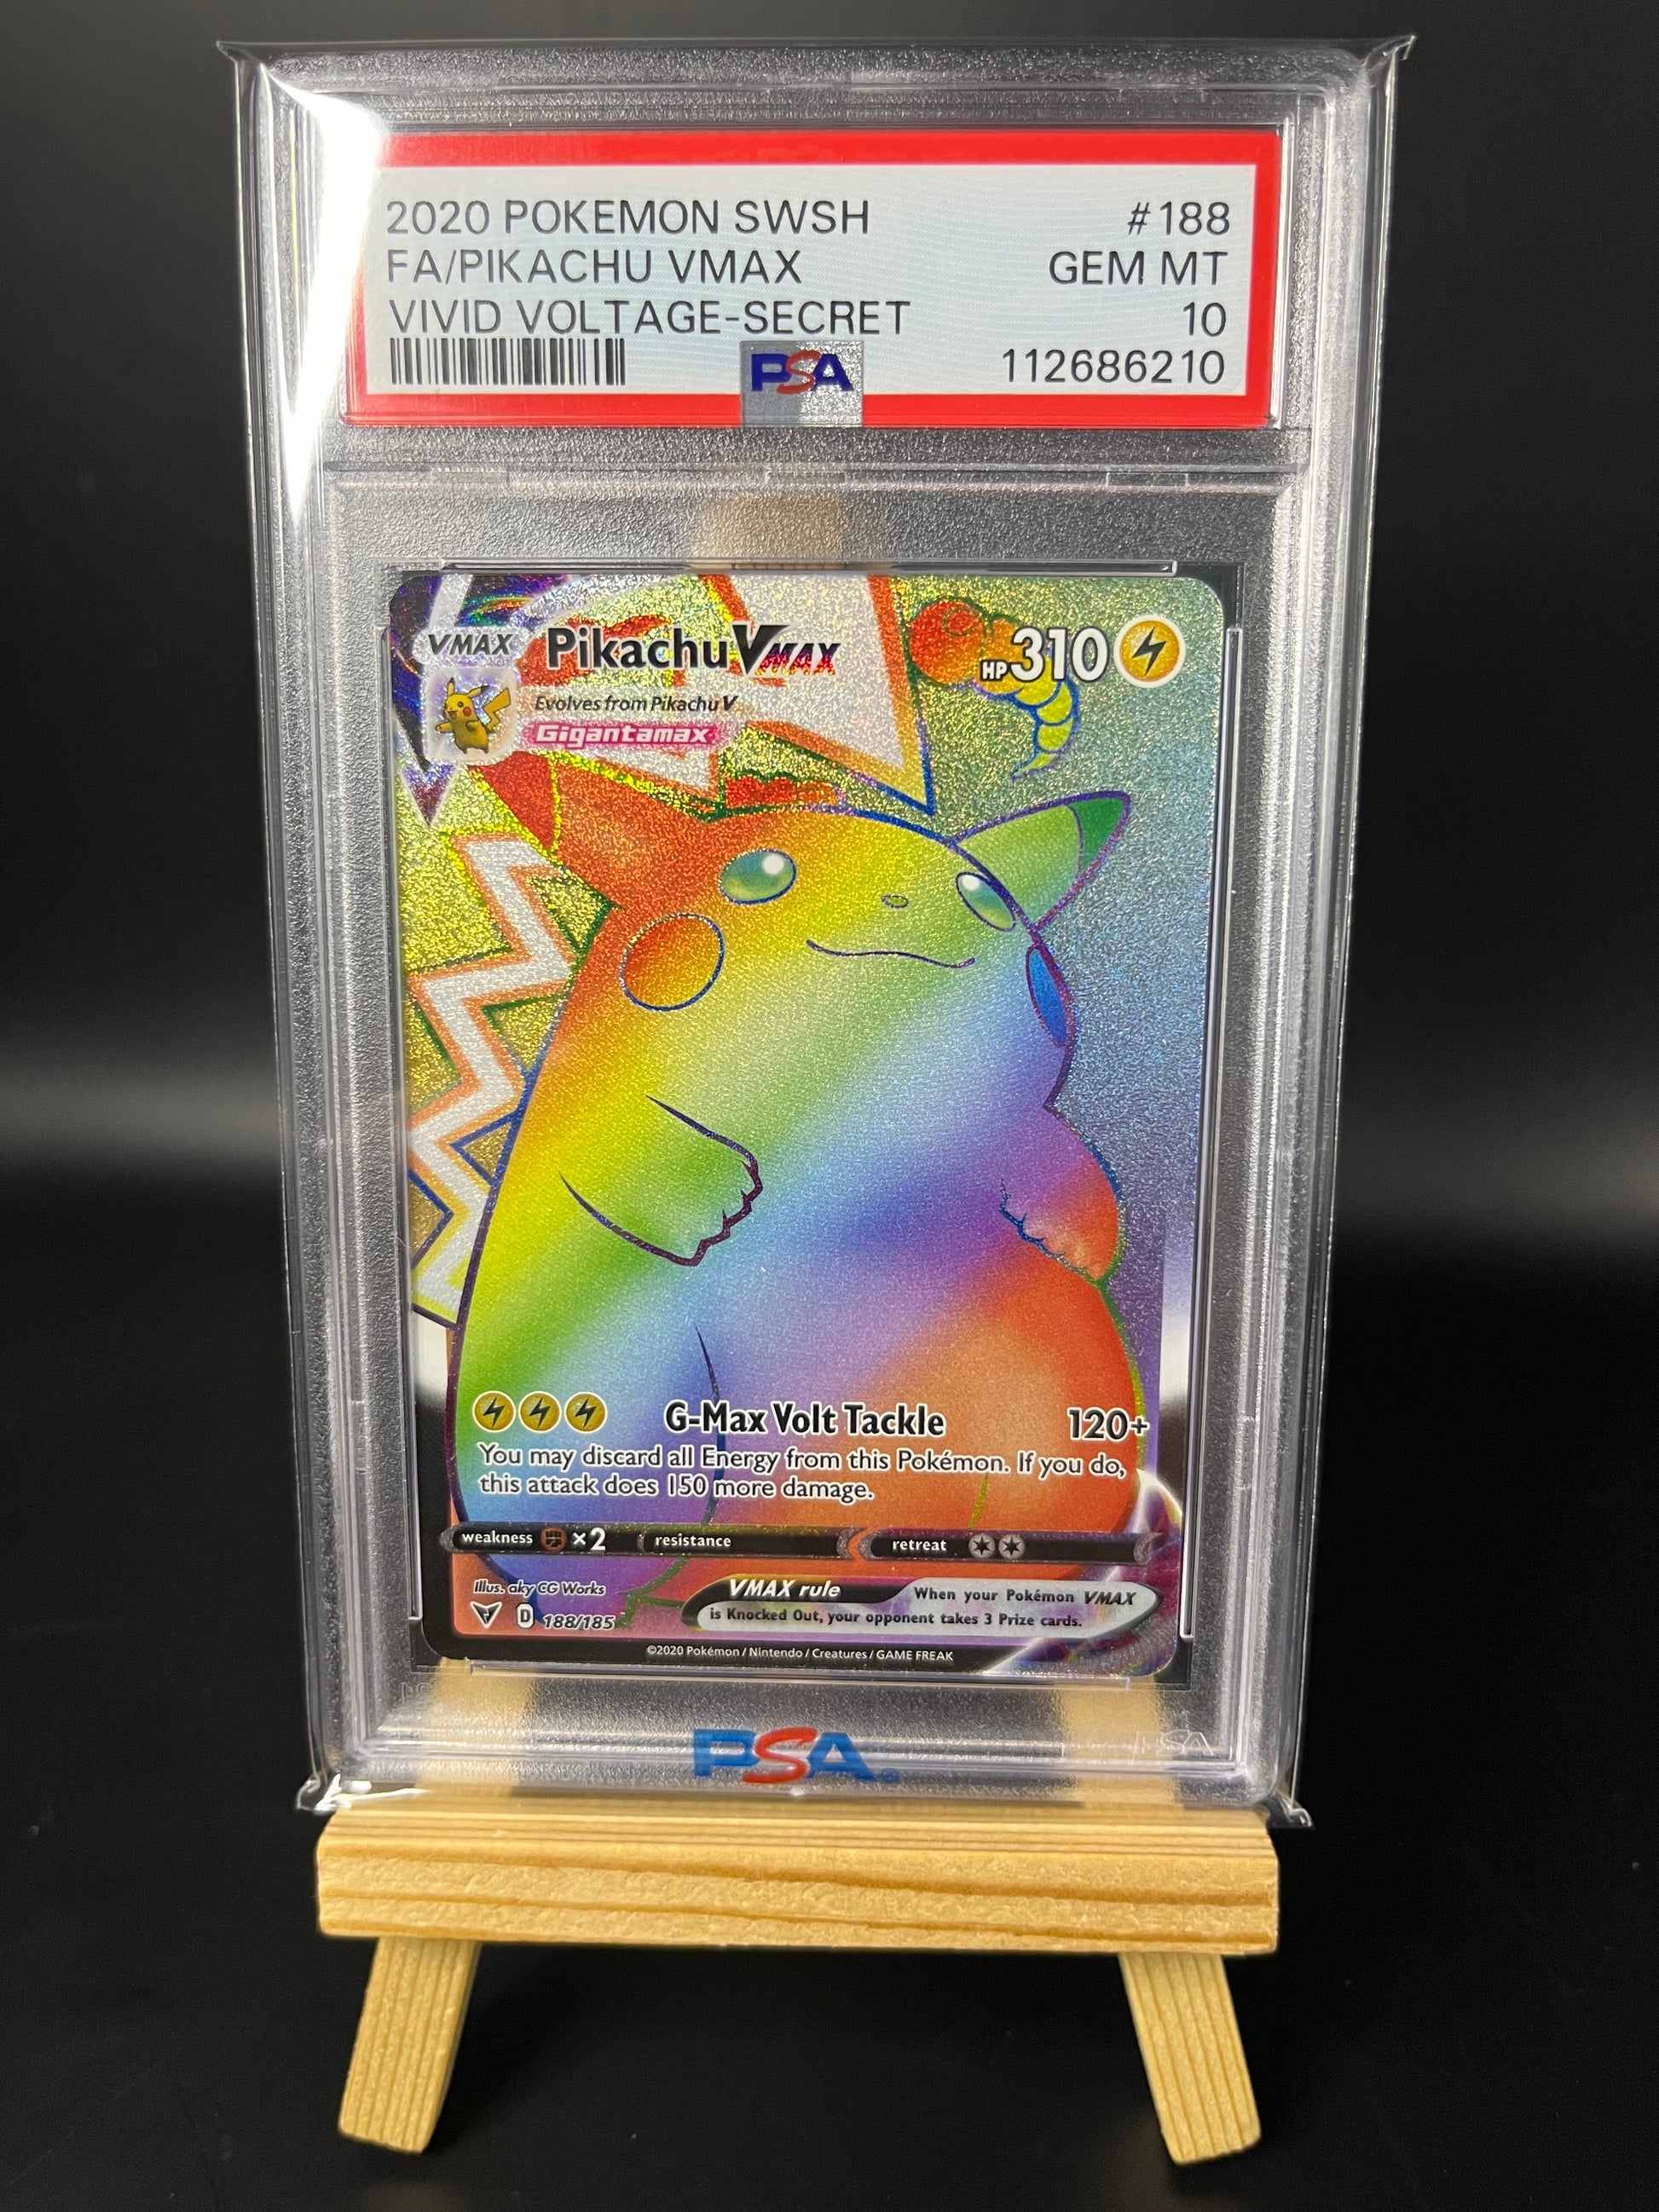 2020 POKEMON SWSH #188
FA/PIKACHU VMAX GEM MT
VIVID VOLTAGE-SECRET 10
PSA 112686210
VMAX PikachuVMAX HP310
Evolves from Pikachu V
Gigantamax
G-Max Volt Tackle 120+
You may discard all Energy from this Pokémon. If you do,
this attack does 150 more damage.
weakness ×2 resistance retreat
Illus. aky CG Works
VMAX rule When your Pokémon VMAX
is Knocked Out, your opponent takes 3 Prize cards.
D 188/185
©2020 Pokémon / Nintendo / Creatures / GAME FREAK
PSA
PSA